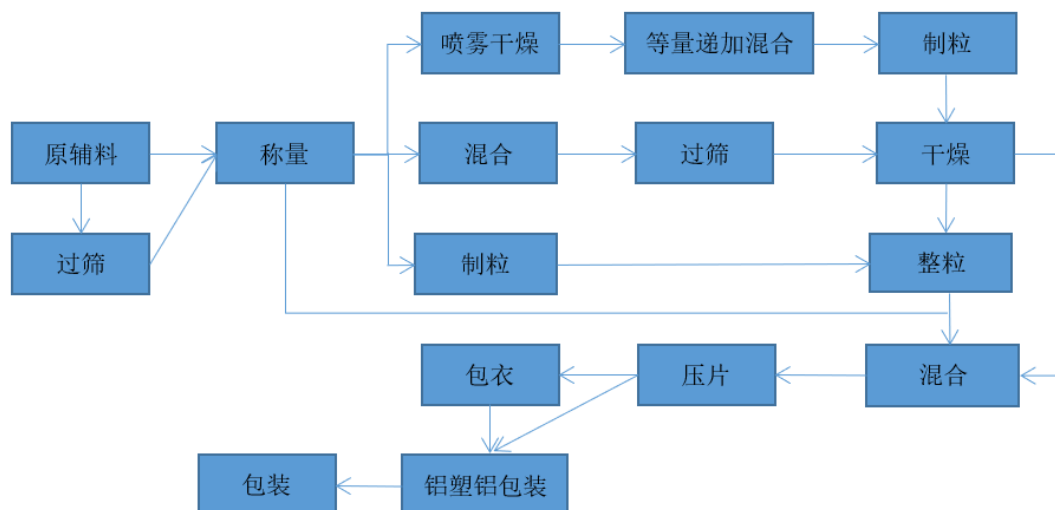 喷雾干燥
等量递加混合
制粒
原辅料
称量
混合
过筛
干燥
过筛
制粒
整粒
包衣
压片
混合
包装
铝塑铝包装